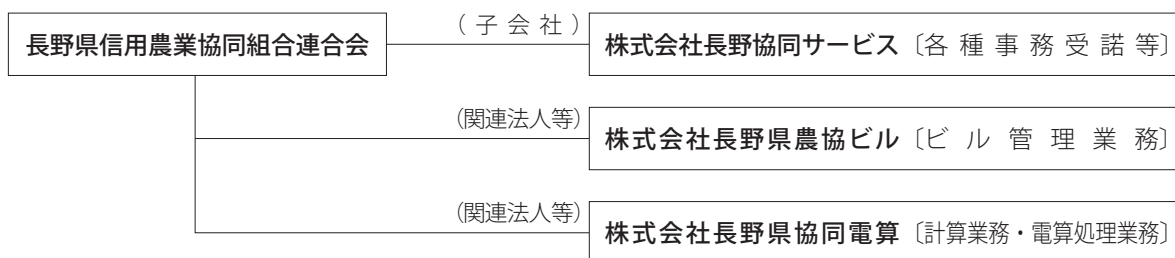 長野県信用農業協同組合連合会
(子会社)
株式会社長野協同サービス〔各種事務受諾等〕
(関連法人等)
株式会社長野県農協ビル〔ビル管理業務〕
(関連法人等)
株式会社長野県協同電算〔計算業務・電算処理業務〕